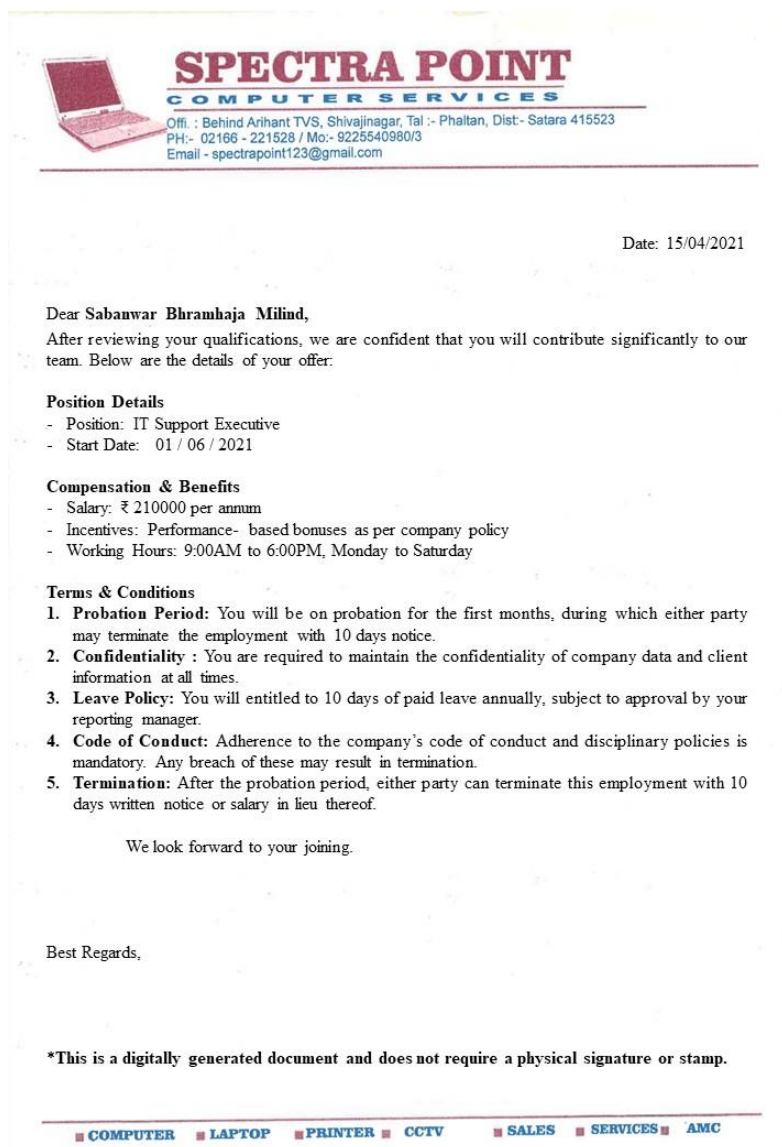 SPECTRA POINT
COMPUTER SERVICES
Offi. : Behind Arihant TVS, Shivajinagar, Tal :- Phaltan, Dist:- Satara 415523
PH:- 02166 - 221528 / Mo:- 9225540980/3
Email - spectrapoint123@gmail.com
Date: 15/04/2021
Dear Sabanwar Bhramhaja Milind,
After reviewing your qualifications, we are confident that you will contribute significantly to our
team. Below are the details of your offer:
Position Details
- Position: IT Support Executive
- Start Date: 01 / 06 / 2021
Compensation & Benefits
- Salary: ₹ 210000 per annum
- Incentives: Performance- based bonuses as per company policy
- Working Hours: 9:00AM to 6:00PM, Monday to Saturday
Terms & Conditions
1. Probation Period: You will be on probation for the first months, during which either party
may terminate the employment with 10 days notice.
2. Confidentiality : You are required to maintain the confidentiality of company data and client
information at all times.
3. Leave Policy: You will entitled to 10 days of paid leave annually, subject to approval by your
reporting manager.
4. Code of Conduct: Adherence to the company's code of conduct and disciplinary policies is
mandatory. Any breach of these may result in termination.
5. Termination: After the probation period, either party can terminate this employment with 10
days written notice or salary in lieu thereof.
We look forward to your joining.
Best Regards,
*This is a digitally generated document and does not require a physical signature or stamp.
COMPUTER LAPTOP PRINTER CCTV SALES SERVICES AMC